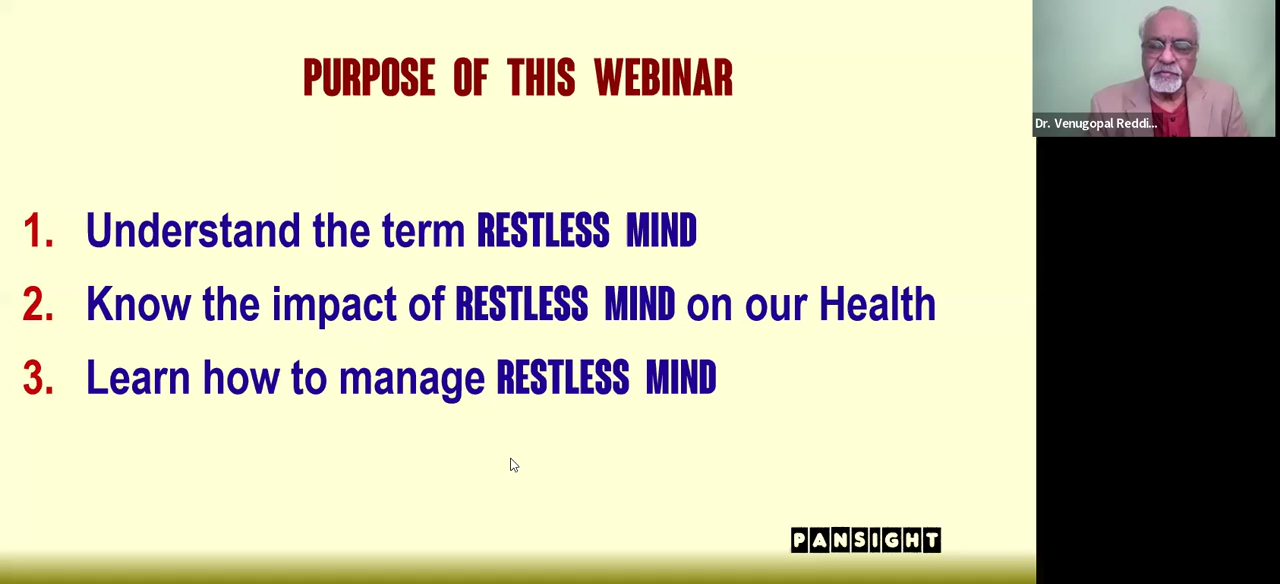 PURPOSE OF THIS WEBINAR
1. Understand the term RESTLESS MIND
2. Know the impact of RESTLESS MIND on our Health
3. Learn how to manage RESTLESS MIND
PANSIGHT
Dr. Venugopal Reddi...